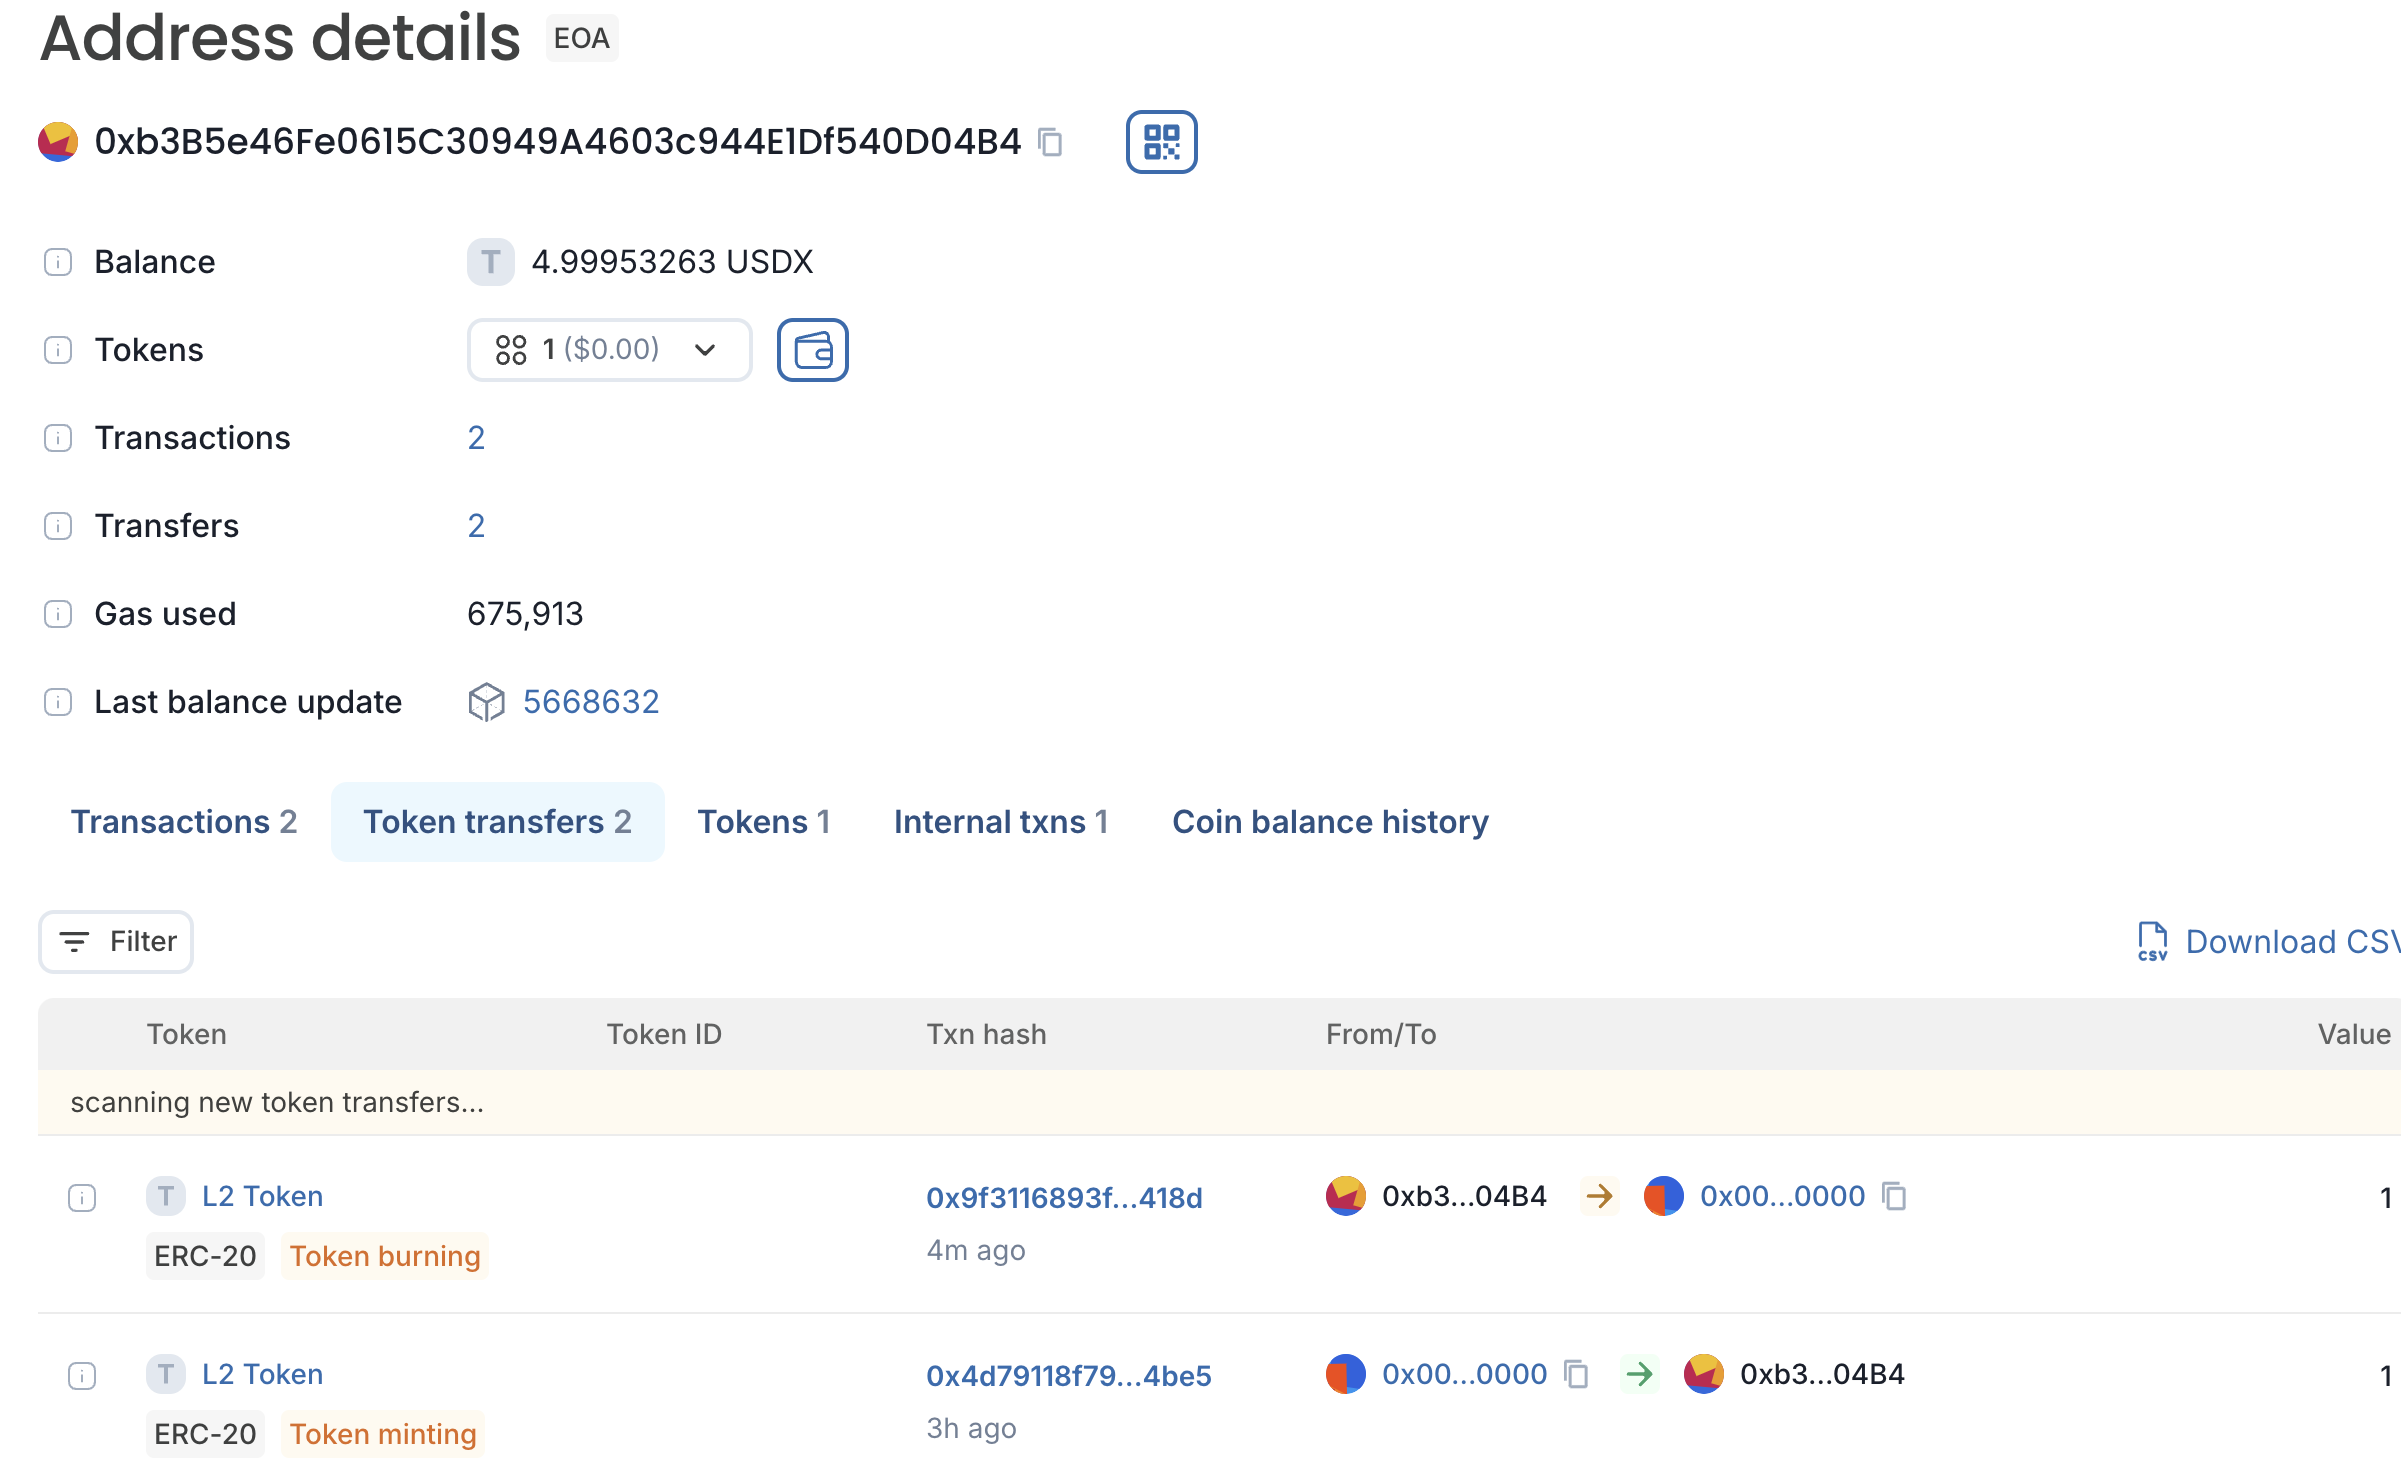 Address details EOA
0xb3B5e46Fe0615C30949A4603c944E1Df540D04B4
Balance T 4.99953263 USDX
Tokens 1 ($0.00)
Transactions 2
Transfers 2
Gas used 675,913
Last balance update 5668632
Transactions 2 Token transfers 2 Tokens 1 Internal txns 1 Coin balance history
Filter CSV Download CSV
Token Token ID Txn hash From/To Value
scanning new token transfers...
T L2 Token 0x9f3116893f...418d 0xb3...04B4 0x00...0000 1
ERC-20 Token burning 4m ago
T L2 Token 0x4d79118f79...4be5 0x00...0000 0xb3...04B4 1
ERC-20 Token minting 3h ago